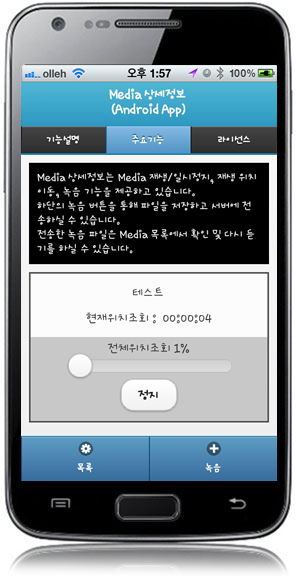 olleh 오후 1:57 100%
Media 상세정보
(Android App)
기능설명 주요기능 라이센스
Media 상세정보는 Media 재생/일시정지, 재생 위치
이동, 녹음 기능을 제공하고 있습니다.
하단의 녹음 버튼을 통해 파일을 저장하고 서버에 전
송하실 수 있습니다.
전송한 녹음 파일은 Media 목록에서 확인 및 다시 듣
기를 하실 수 있습니다.
테스트
현재위치조회 : 00:00:04
전체위치조회 1%
정지
목록 녹음